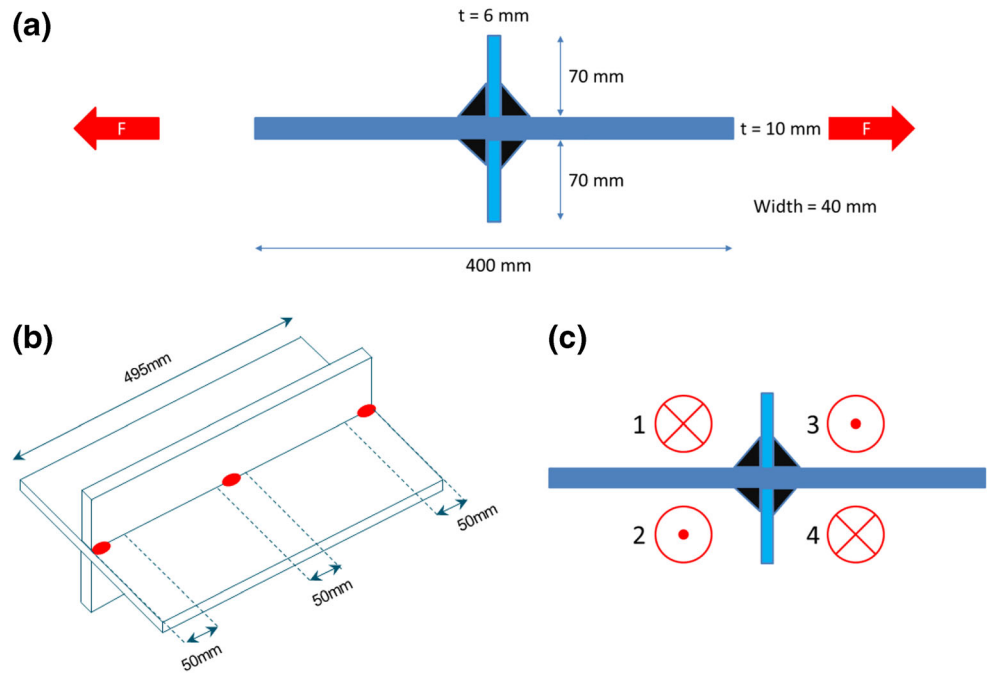 (a)
t = 6 mm
70 mm
F
t = 10 mm
F
70 mm
Width = 40 mm
400 mm
(b)
495mm
50mm
50mm
50mm
(c)
1
3
2
4